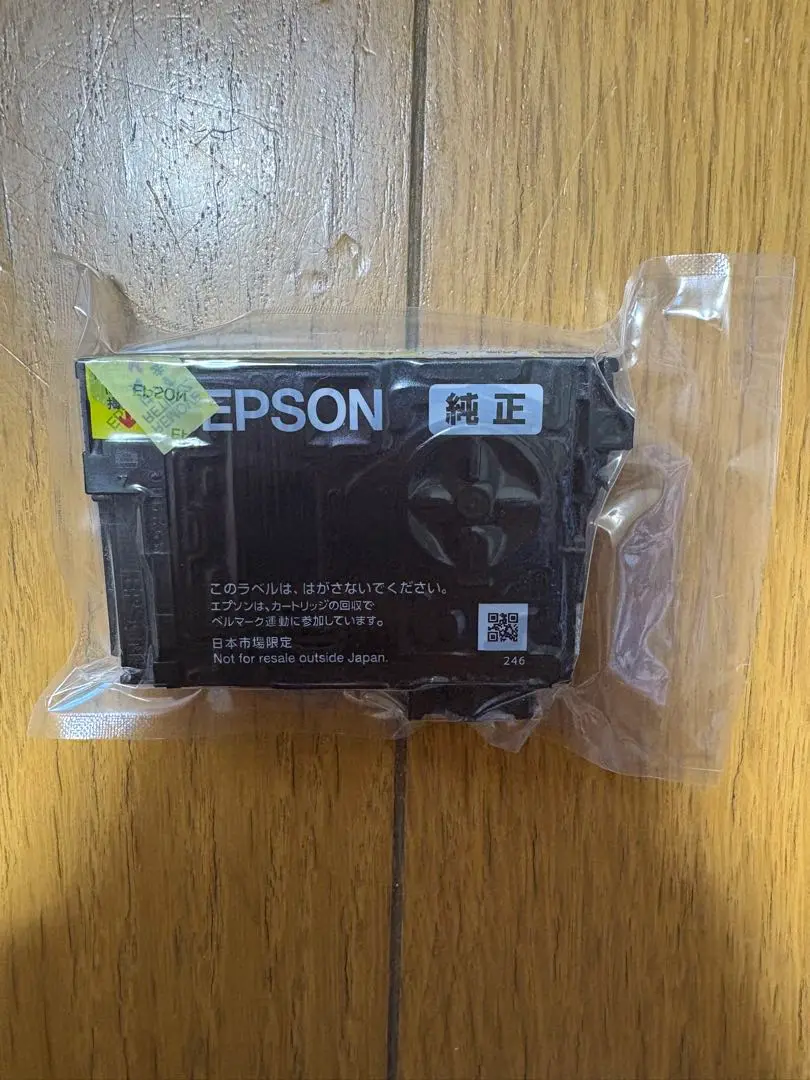 EPSON 純正
このラベルは、はがさないでください。
エプソンは、カートリッジの回収で
ベルマーク運動に参加しています。
日本市場限定
Not for resale outside Japan.
246